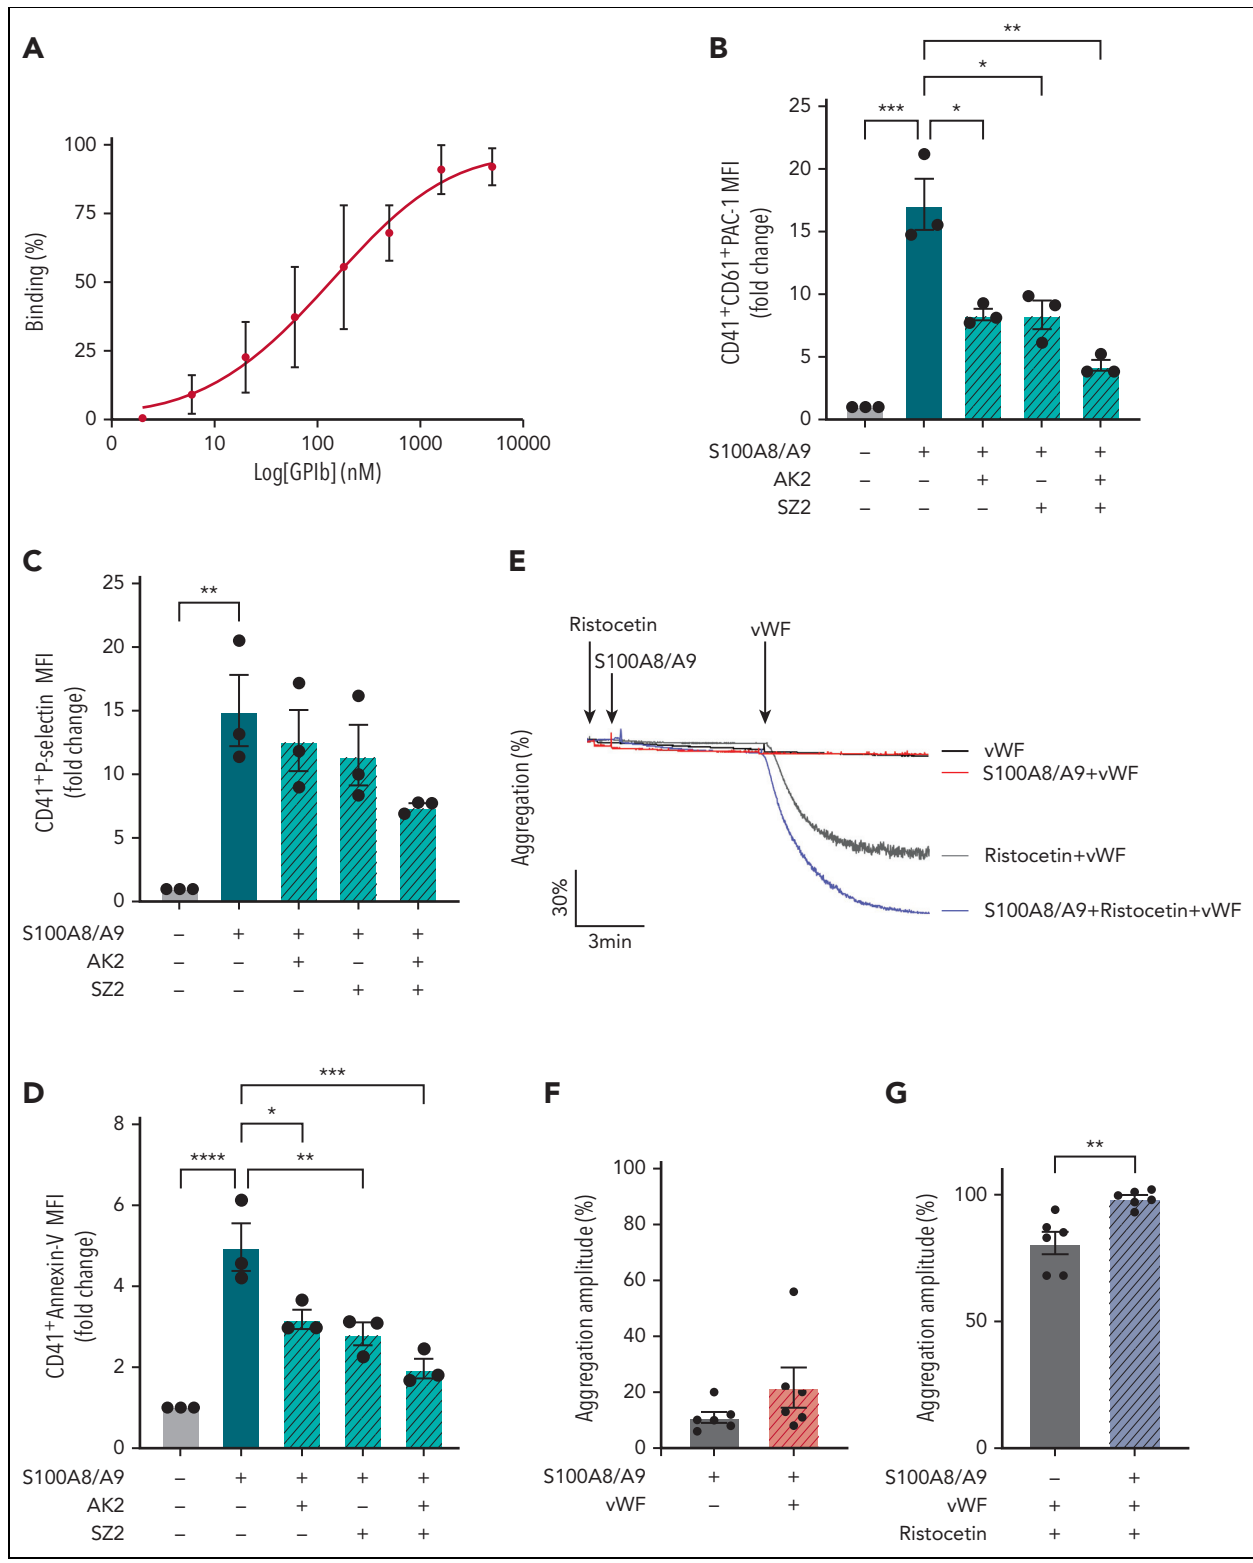 A
100
75
50
25
0
Binding (%)
0
10
100
1000
10000
Log[GPIb] (nM)
B
**
*
***
*
25
20
15
10
5
0
CD41+CD61+PAC-1 MFI
(fold change)
S100A8/A9 – + + + +
AK2 – – + – +
SZ2 – – – + +
C
**
25
20
15
10
5
0
CD41+P-selectin MFI
(fold change)
S100A8/A9 – + + + +
AK2 – – + – +
SZ2 – – – + +
E
Ristocetin
S100A8/A9
vWF
Aggregation (%)
vWF
S100A8/A9+vWF
Ristocetin+vWF
S100A8/A9+Ristocetin+vWF
30%
3min
D
***
*
****
**
8
6
4
2
0
CD41+Annexin-V MFI
(fold change)
S100A8/A9 – + + + +
AK2 – – + – +
SZ2 – – – + +
F
100
80
60
40
20
0
Aggregation amplitude (%)
S100A8/A9 + +
vWF – +
G
**
100
50
0
Aggregation amplitude (%)
S100A8/A9 – +
vWF + +
Ristocetin + +